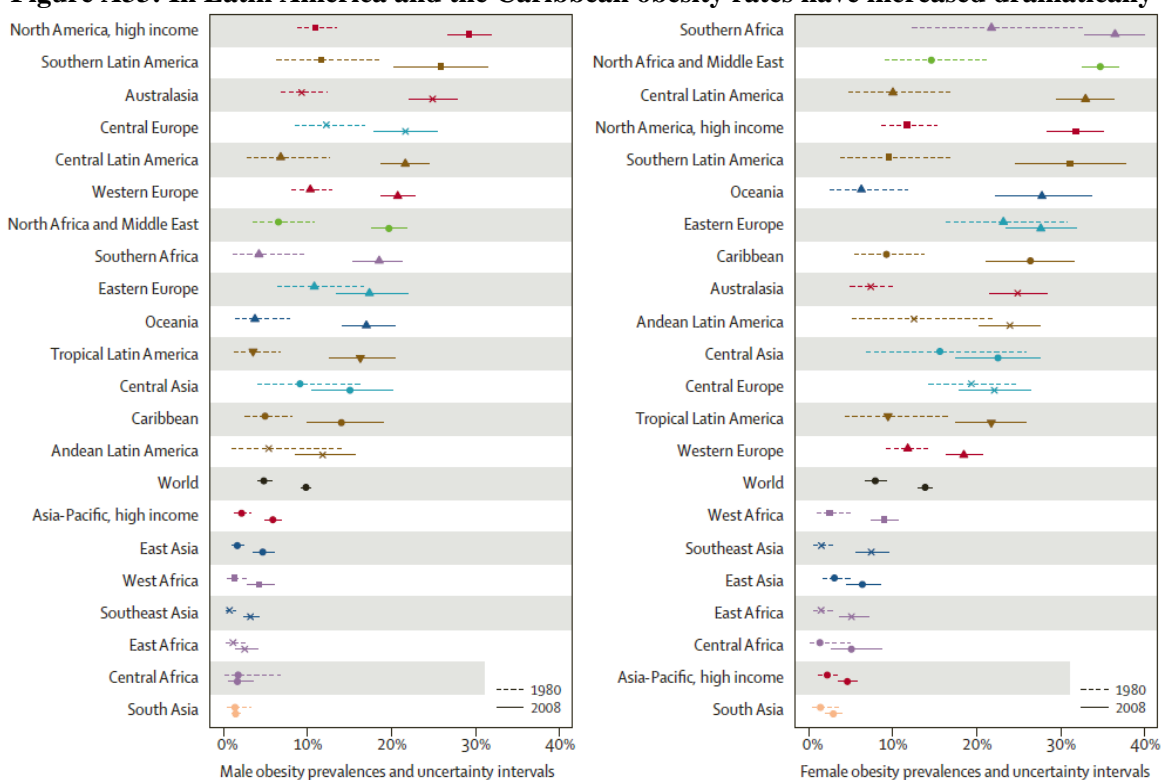 Figure A33: In Latin America and the Caribbean obesity rates have increased dramatically
North America, high income
Southern Latin America
Australasia
Central Europe
Central Latin America
Western Europe
North Africa and Middle East
Southern Africa
Eastern Europe
Oceania
Tropical Latin America
Central Asia
Caribbean
Andean Latin America
World
Asia-Pacific, high income
East Asia
West Africa
Southeast Asia
East Africa
Central Africa
South Asia
1980
2008
0% 10% 20% 30% 40%
Male obesity prevalences and uncertainty intervals
Southern Africa
North Africa and Middle East
Central Latin America
North America, high income
Southern Latin America
Oceania
Eastern Europe
Caribbean
Australasia
Andean Latin America
Central Asia
Central Europe
Tropical Latin America
Western Europe
World
West Africa
Southeast Asia
East Asia
East Africa
Central Africa
Asia-Pacific, high income
South Asia
1980
2008
0% 10% 20% 30% 40%
Female obesity prevalences and uncertainty intervals